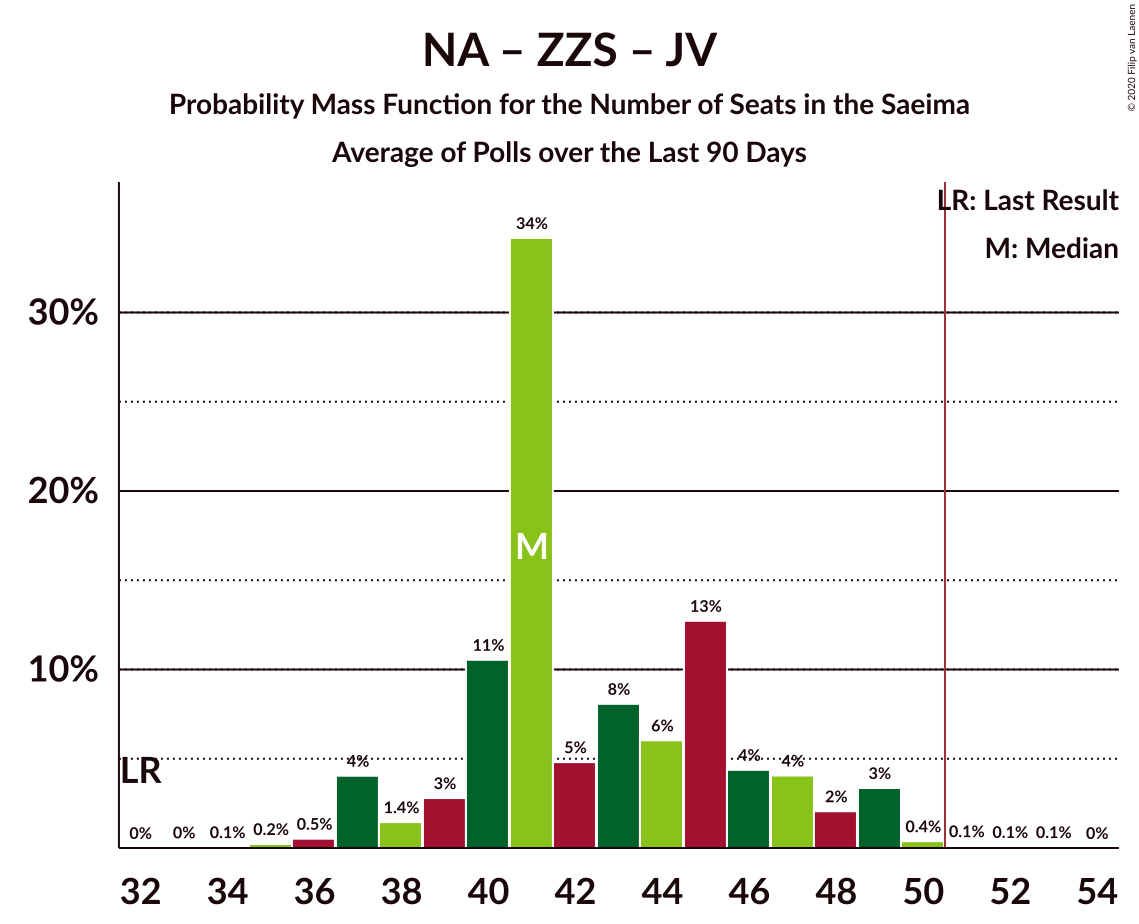 NA – ZZS – JV
Probability Mass Function for the Number of Seats in the Saeima
Average of Polls over the Last 90 Days
© 2020 Filip van Laenen
LR: Last Result
M: Median
34%
30%
M
20%
13%
11%
10%
8%
6%
5%
4%
4%
4%
3%
3%
2%
1.4%
LR
0% 0% 0.1% 0.2% 0.5% 0.4% 0.1% 0.1% 0.1% 0%
32 34 36 38 40 42 44 46 48 50 52 54